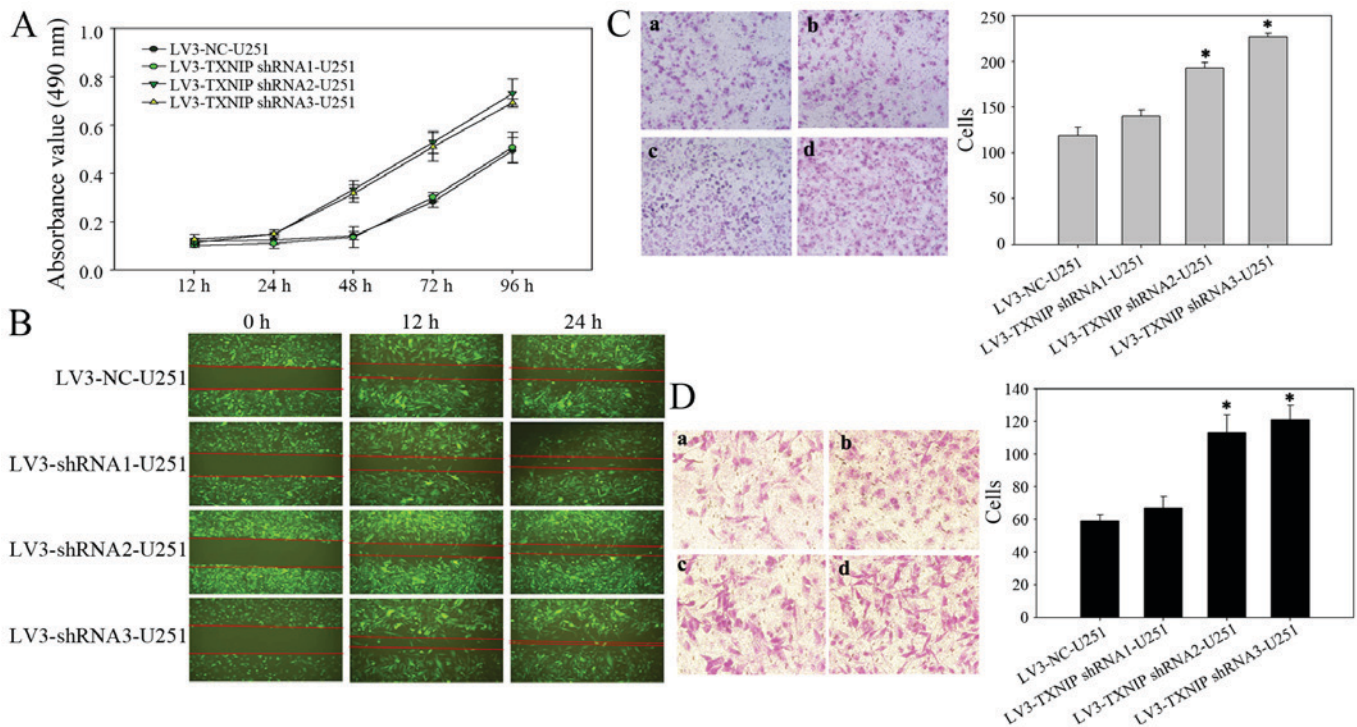 A
Absorbance value (490 nm)
1.0
0.8
0.6
0.4
0.2
0.0
LV3-NC-U251
LV3-TXNIP shRNA1-U251
LV3-TXNIP shRNA2-U251
LV3-TXNIP shRNA3-U251
12 h 24 h 48 h 72 h 96 h
B
0 h 12 h 24 h
LV3-NC-U251
LV3-shRNA1-U251
LV3-shRNA2-U251
LV3-shRNA3-U251
C
a b
c d
Cells
250
200
150
100
50
0
* *
LV3-NC-U251
LV3-TXNIP shRNA1-U251
LV3-TXNIP shRNA2-U251
LV3-TXNIP shRNA3-U251
D
a b
c d
Cells
140
120
100
80
60
40
20
0
* *
LV3-NC-U251
LV3-TXNIP shRNA1-U251
LV3-TXNIP shRNA2-U251
LV3-TXNIP shRNA3-U251